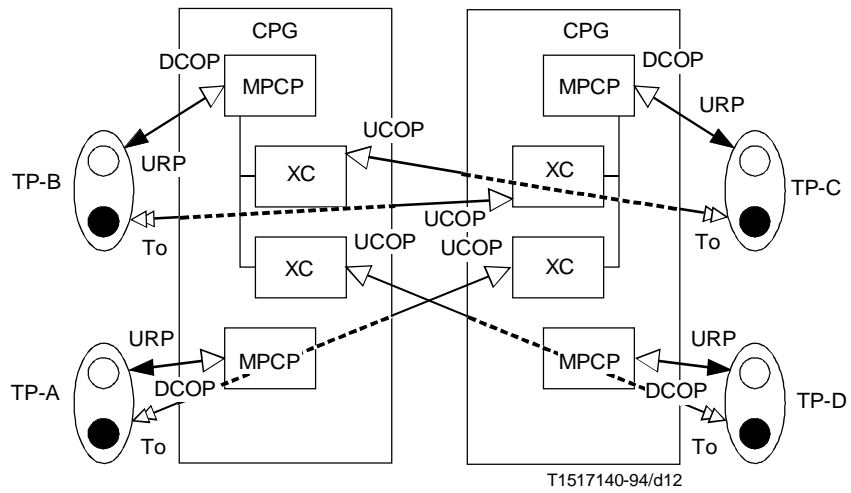 CPG
CPG
DCOP
DCOP
MPCP
MPCP
URP
UCOP
URP
XC
XC
TP-B
TP-C
UCOP
To
To
UCOP
UCOP
XC
XC
URP
URP
MPCP
MPCP
TP-A
DCOP
DCOP
TP-D
To
To
T1517140-94/d12